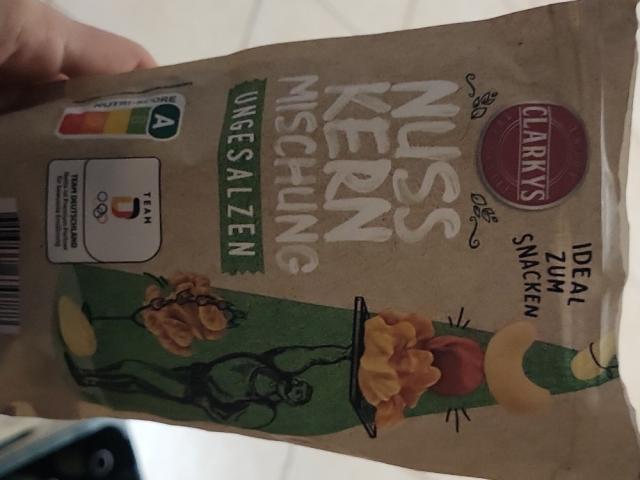 CLARKYS
IDEAL
ZUM
SNACKEN
NUSS
KERN
MISCHUNG
UNGESALZEN
NUTRI-SCORE
A
TEAM
D
TEAM DEUTSCHLAND